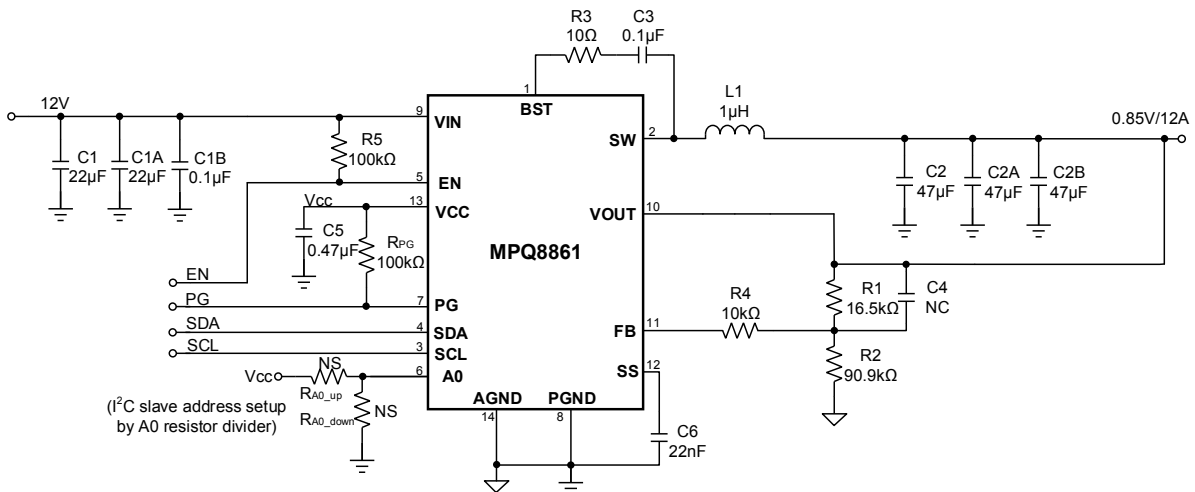 R3
10Ω
C3
0.1µF
1
BST
12V
9
VIN
C1
22µF
C1A
22µF
C1B
0.1µF
R5
100kΩ
L1
1µH
SW
2
0.85V/12A
C2
47µF
C2A
47µF
C2B
47µF
5
EN
Vcc
13
VCC
C5
0.47µF
RPG
100kΩ
MPQ8861
VOUT
10
EN
PG
7
PG
SDA
4
SDA
SCL
3
SCL
R1
16.5kΩ
C4
NC
R4
10kΩ
FB
11
R2
90.9kΩ
SS
12
Vcc
NS
6
A0
RA0_up
RA0_down
NS
(I²C slave address setup
by A0 resistor divider)
AGND
14
PGND
8
C6
22nF